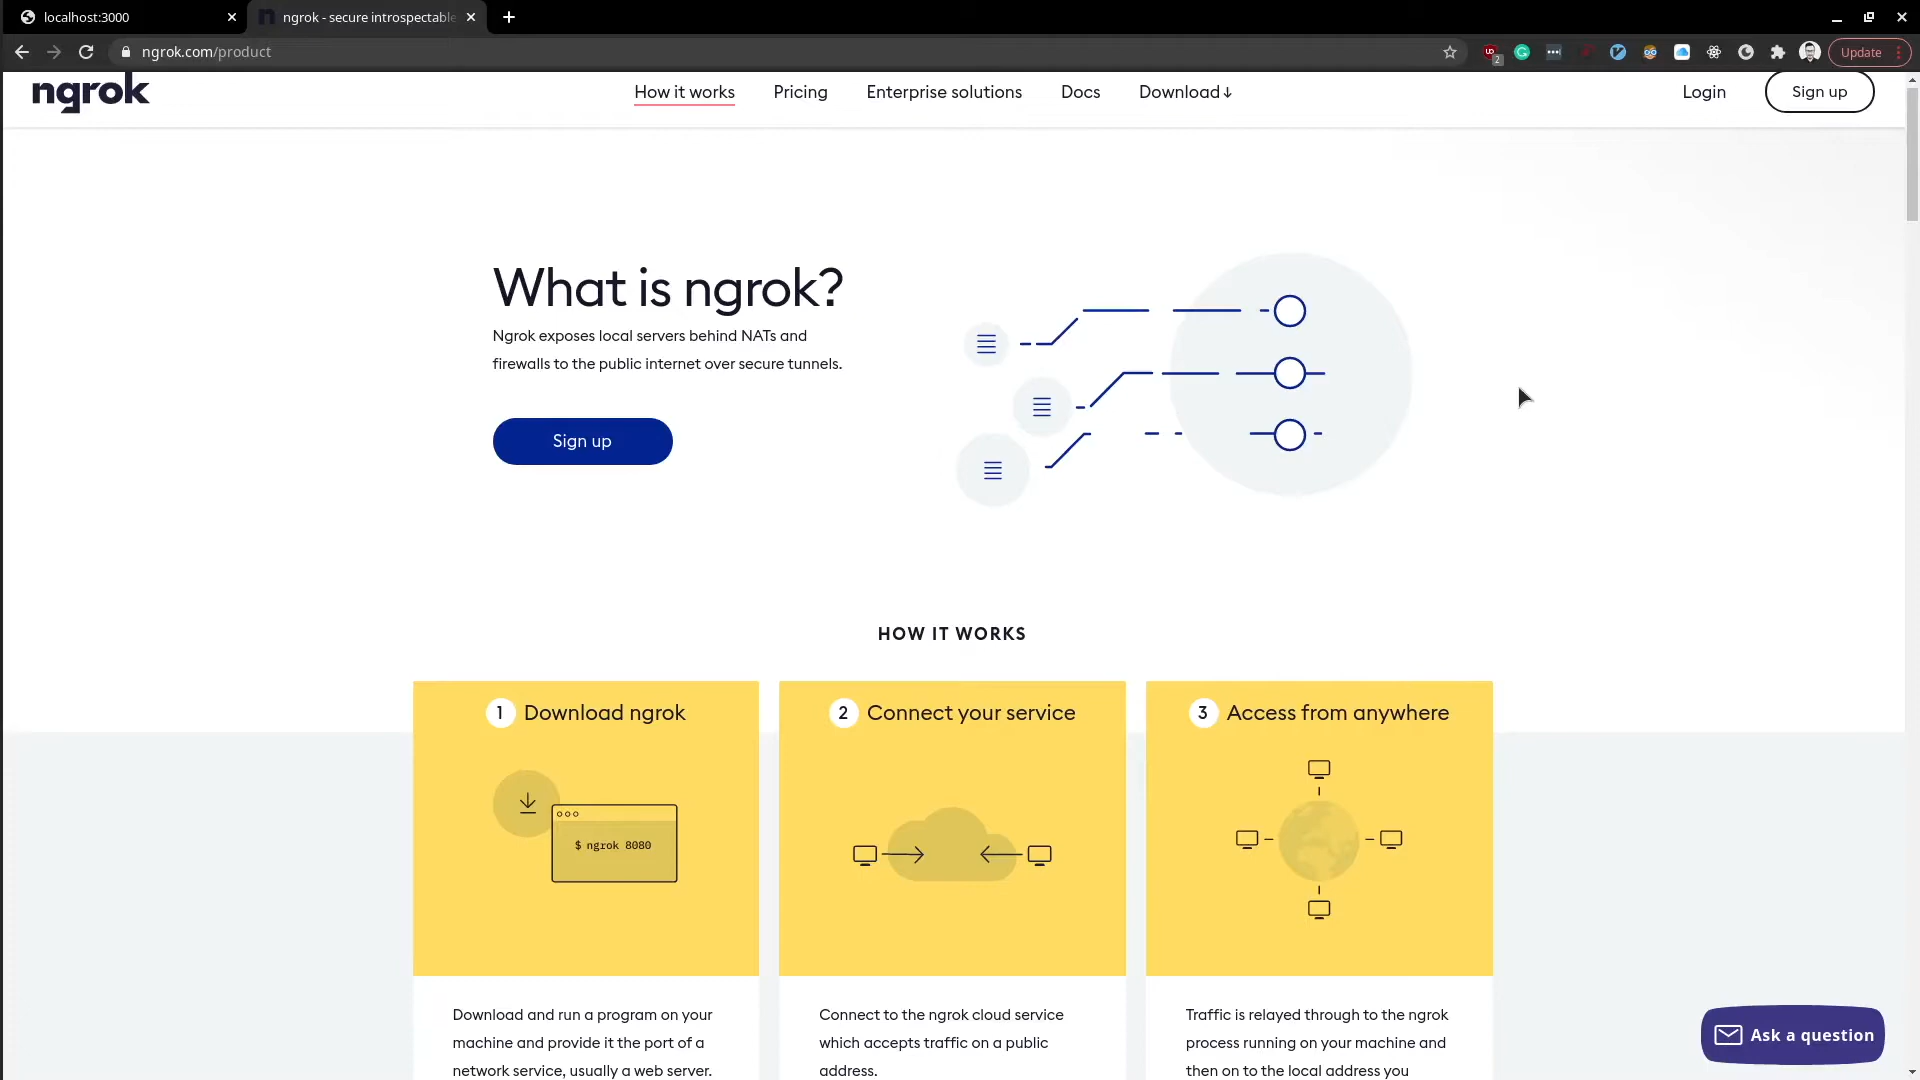 localhost:3000
ngrok - secure introspectable
ngrok.com/product
2
Update
ngrok
How it works
Pricing
Enterprise solutions
Docs
Download↓
Login
Sign up
What is ngrok?
Ngrok exposes local servers behind NATs and
firewalls to the public internet over secure tunnels.
Sign up
HOW IT WORKS
1 Download ngrok
$ ngrok 8080
Download and run a program on your
machine and provide it the port of a
network service, usually a web server.
2 Connect your service
Connect to the ngrok cloud service
which accepts traffic on a public
address.
3 Access from anywhere
Traffic is relayed through to the ngrok
process running on your machine and
then on to the local address you
Ask a question